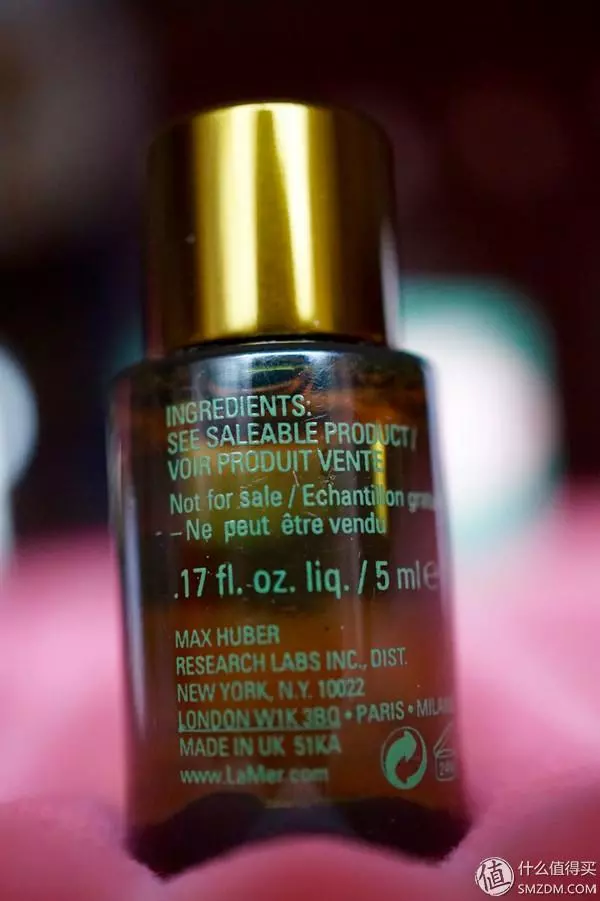 INGREDIENTS:
SEE SALEABLE PRODUCT/
VOIR PRODUIT VENTE
Not for sale / Echantillon
– Ne peut être vendu
.17 fl. oz. liq. / 5 ml e
MAX HUBER
RESEARCH LABS INC., DIST.
NEW YORK, N.Y. 10022
LONDON W1K 3BQ • PARIS •
MADE IN UK 51KA
www.LaMer.com
值 什么值得买
SMZDM.COM